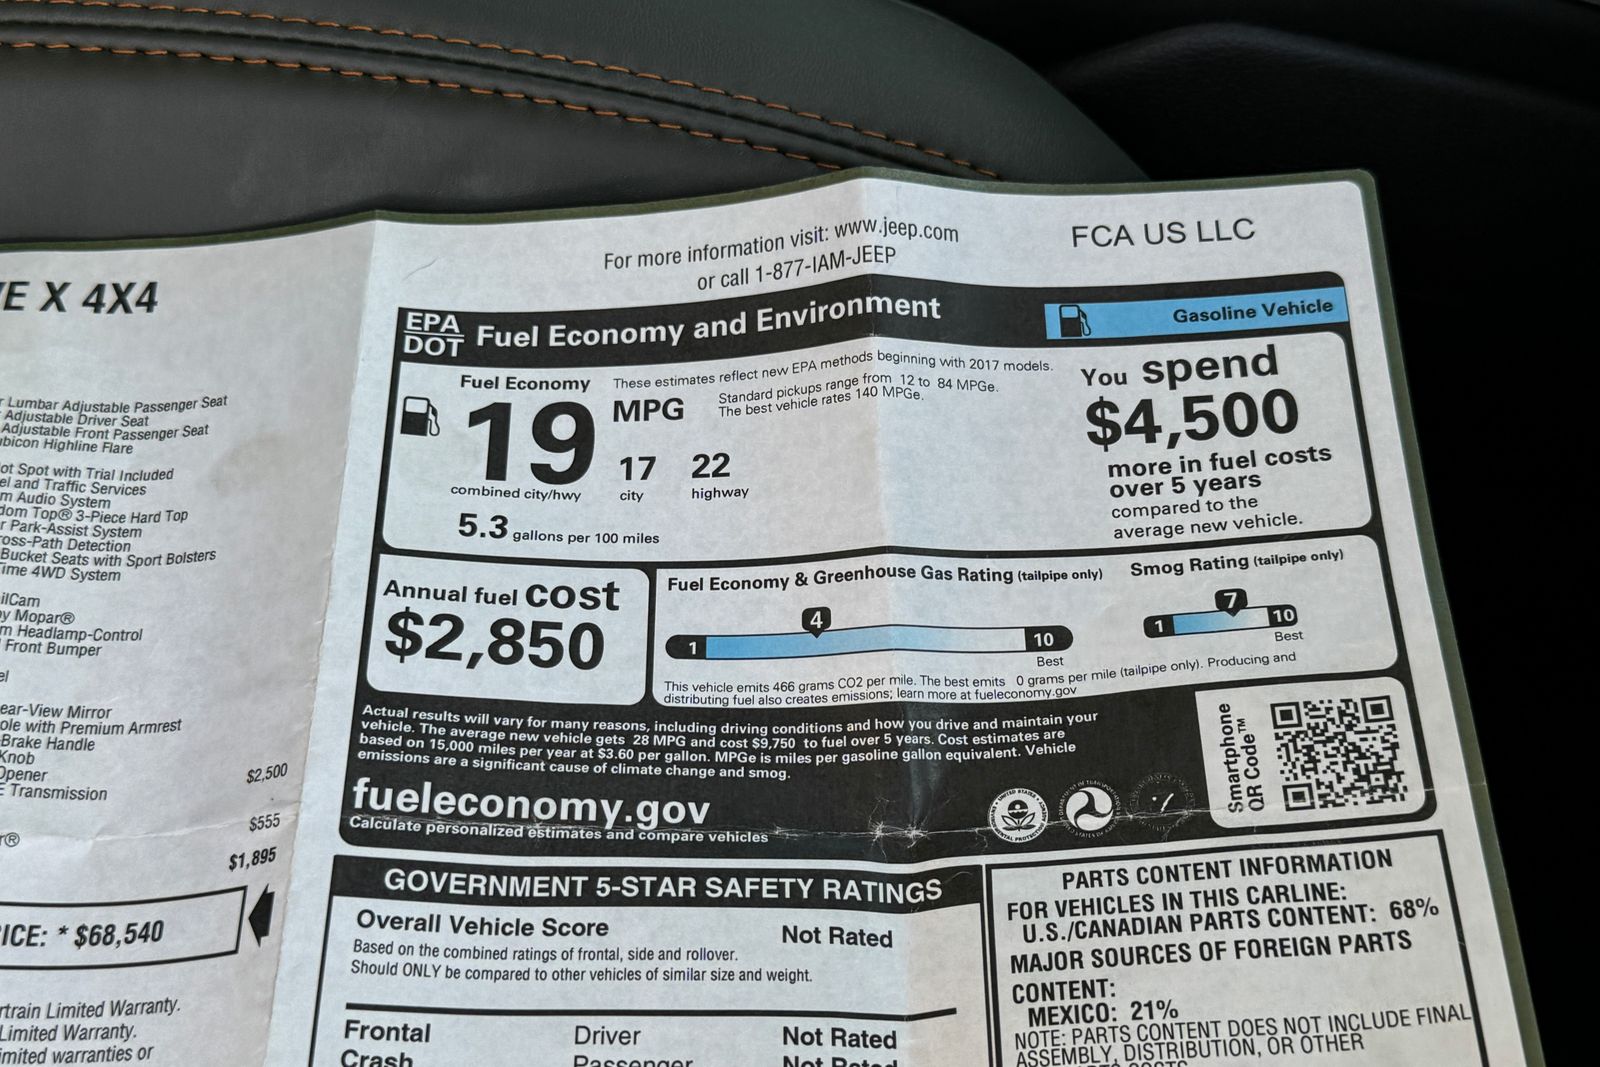 E X 4X4
Lumbar Adjustable Passenger Seat
Adjustable Driver Seat
Adjustable Front Passenger Seat
Highline Flare
Spot with Trial Included
and Traffic Services
Audio System
Top® 3-Piece Hard Top
Park-Assist System
Detection
Bucket Seats with Sport Bolsters
4WD System
Mopar®
Headlamp-Control
Front Bumper
Mirror
with Premium Armrest
Brake Handle
Knob
Opener
Transmission
$2,500
$555
®
$1,895
* $68,540
Limited Warranty.
Limited Warranty.
warranties or
For more information visit: www.jeep.com
or call 1-877-IAM-JEEP
FCA US LLC
EPA
DOT
Fuel Economy and Environment
Gasoline Vehicle
Fuel Economy
These estimates reflect new EPA methods beginning with 2017 models.
19
MPG
Standard pickups range from 12 to 84 MPGe.
The best vehicle rates 140 MPGe.
17
22
combined city/hwy
city
highway
5.3 gallons per 100 miles
You spend
$4,500
more in fuel costs
over 5 years
compared to the
average new vehicle.
Annual fuel cost
$2,850
Fuel Economy & Greenhouse Gas Rating (tailpipe only)
4
1
10
Best
Smog Rating (tailpipe only)
7
1
10
Best
This vehicle emits 466 grams CO2 per mile. The best emits 0 grams per mile (tailpipe only). Producing and
distributing fuel also creates emissions; learn more at fueleconomy.gov
Actual results will vary for many reasons, including driving conditions and how you drive and maintain your
vehicle. The average new vehicle gets 28 MPG and cost $9,750 to fuel over 5 years. Cost estimates are
based on 15,000 miles per year at $3.60 per gallon. MPGe is miles per gasoline gallon equivalent. Vehicle
emissions are a significant cause of climate change and smog.
fueleconomy.gov
Calculate personalized estimates and compare vehicles
Smartphone
QR Code™
GOVERNMENT 5-STAR SAFETY RATINGS
Overall Vehicle Score
Not Rated
Based on the combined ratings of frontal, side and rollover.
Should ONLY be compared to other vehicles of similar size and weight.
Frontal
Driver
Not Rated
Crash
Passenger
Not Rated
PARTS CONTENT INFORMATION
FOR VEHICLES IN THIS CARLINE:
U.S./CANADIAN PARTS CONTENT: 68%
MAJOR SOURCES OF FOREIGN PARTS
CONTENT:
MEXICO: 21%
NOTE: PARTS CONTENT DOES NOT INCLUDE FINAL
ASSEMBLY, DISTRIBUTION, OR OTHER